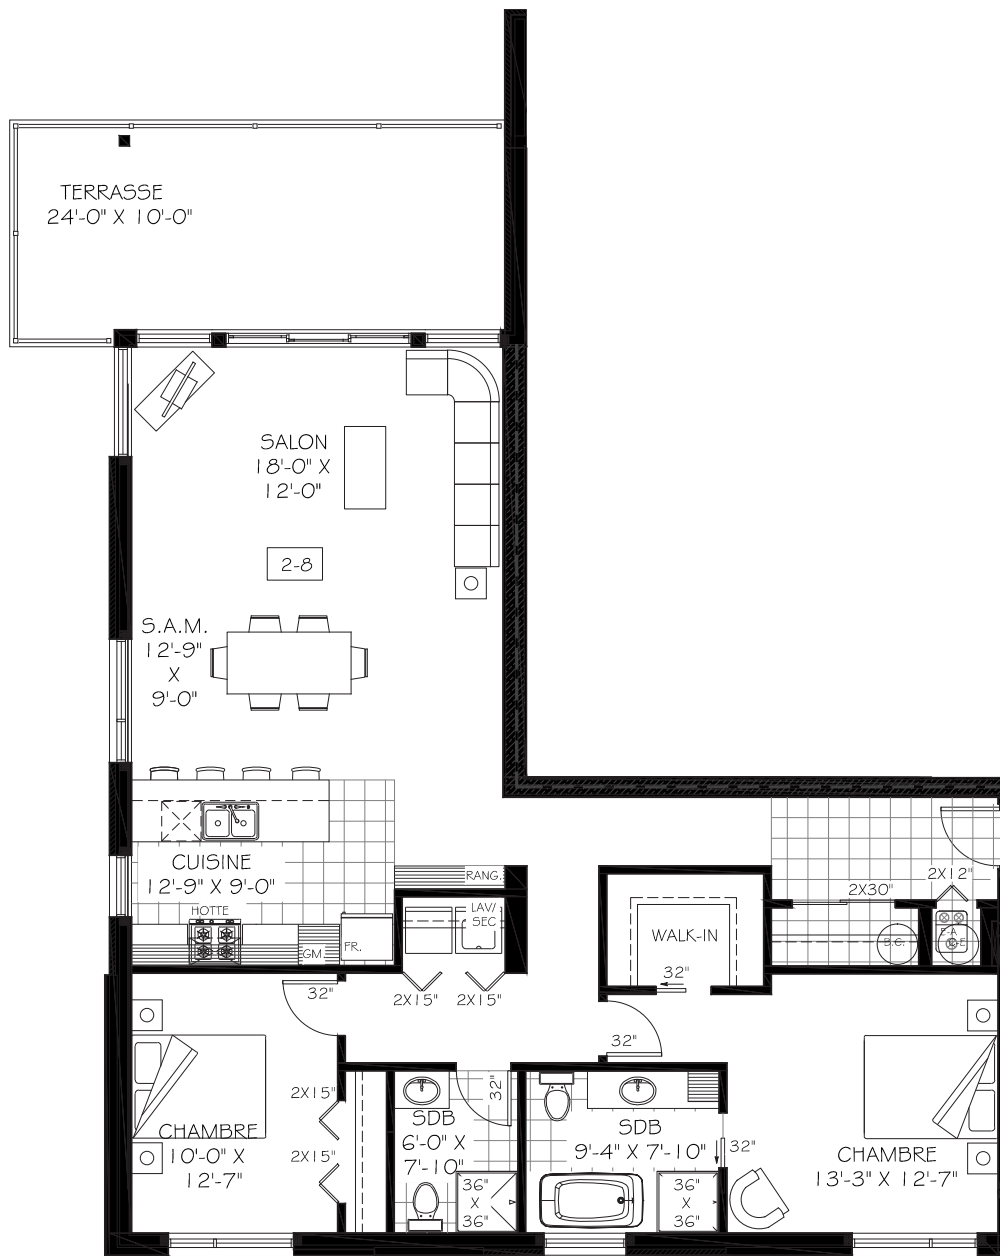 TERRASSE
24'-0" X 10'-0"
SALON
18'-0" X
12'-0"
2-8
S.A.M.
12'-9"
X
9'-0"
CUISINE
12'-9" X 9'-0"
HOTTE
GM.
FR.
RANG.
LAV/
SEC
2X15"
2X15"
WALK-IN
32"
2X30"
2X12"
B.C.
32"
32"
CHAMBRE
10'-0" X
12'-7"
2X15"
2X15"
SDB
6'-0" X
7'-10"
32"
36"
X
36"
SDB
9'-4" X 7'-10"
36"
X
36"
32"
CHAMBRE
13'-3" X 12'-7"